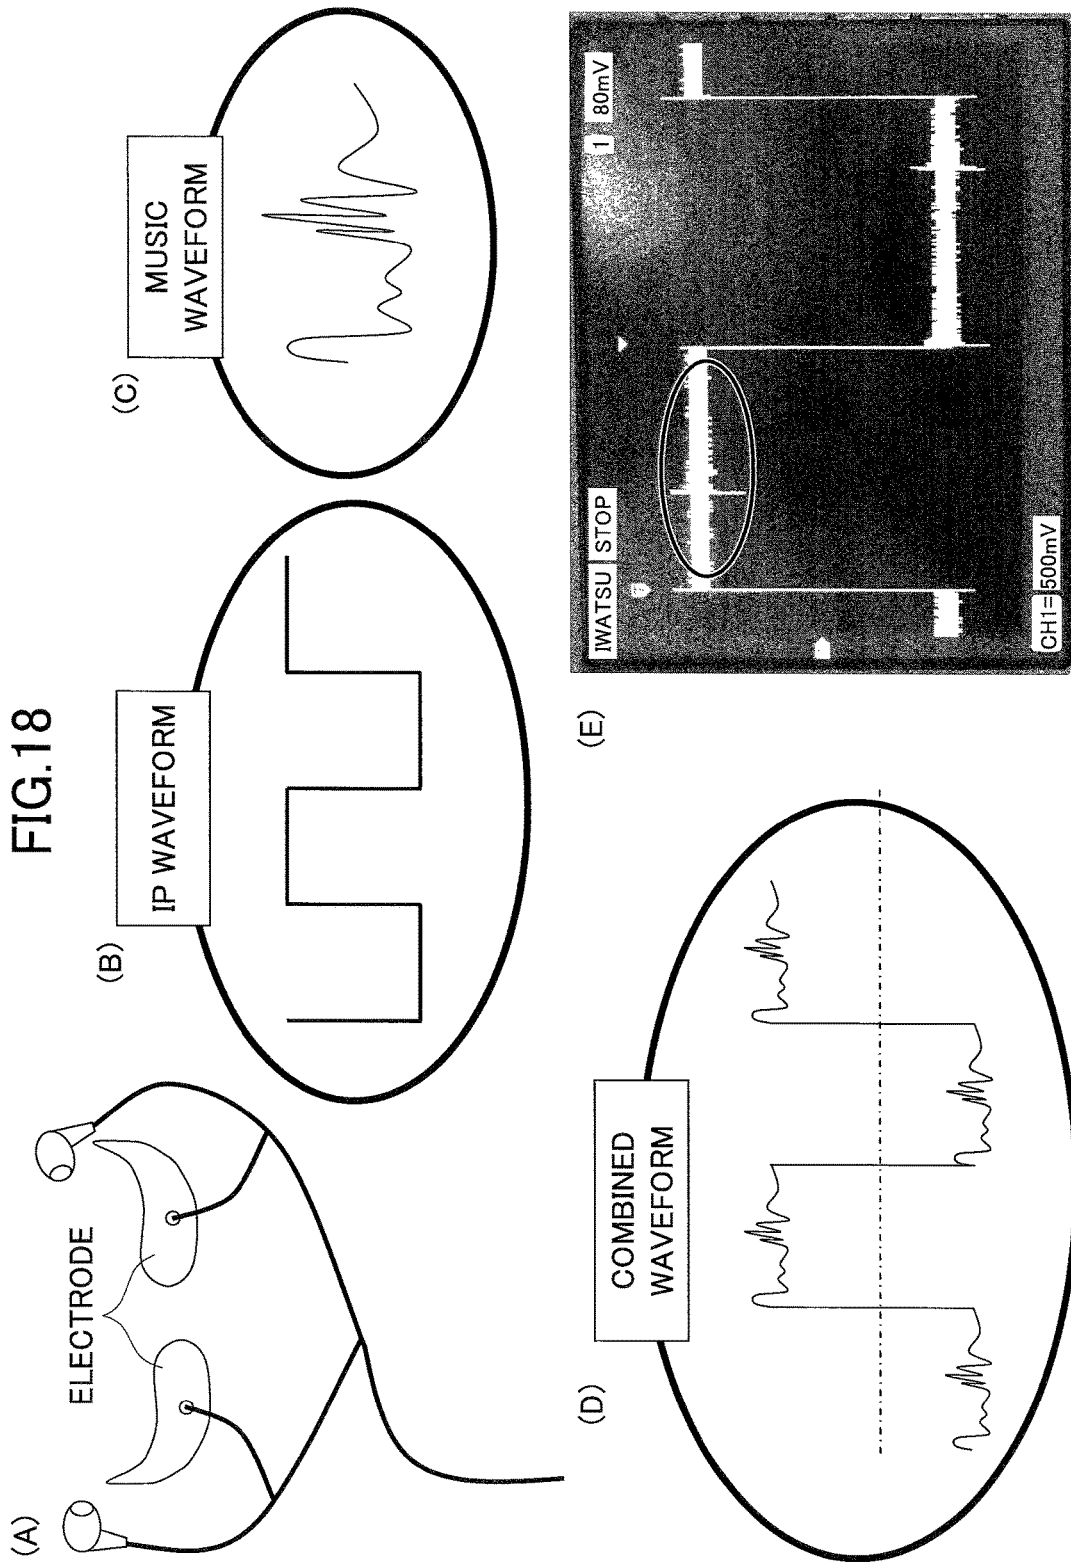 FIG.18
(A)
ELECTRODE
(B)
IP WAVEFORM
(C)
MUSIC
WAVEFORM
(D)
COMBINED
WAVEFORM
(E)
IWATSU STOP
1 80mV
CH1= 500mV